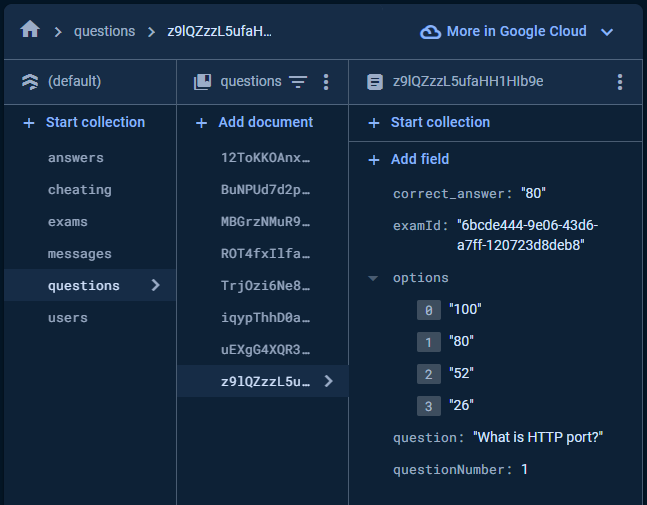 questions
z9lQZzzL5ufaH…
More in Google Cloud
(default)
questions
z9lQZzzL5ufaHH1HIb9e
+ Start collection
+ Add document
+ Start collection
+ Add field
answers
cheating
exams
messages
questions
users
12ToKKOAnx…
BuNPUd7d2p…
MBGrzNMuR9…
ROT4fxIlfa…
TrjOzi6Ne8…
iqypThhD0a…
uEXgG4XQR3…
z9lQZzzL5u…
correct_answer: "80"
examId: "6bcde444-9e06-43d6-
a7ff-120723d8deb8"
options
0 "100"
1 "80"
2 "52"
3 "26"
question: "What is HTTP port?"
questionNumber: 1